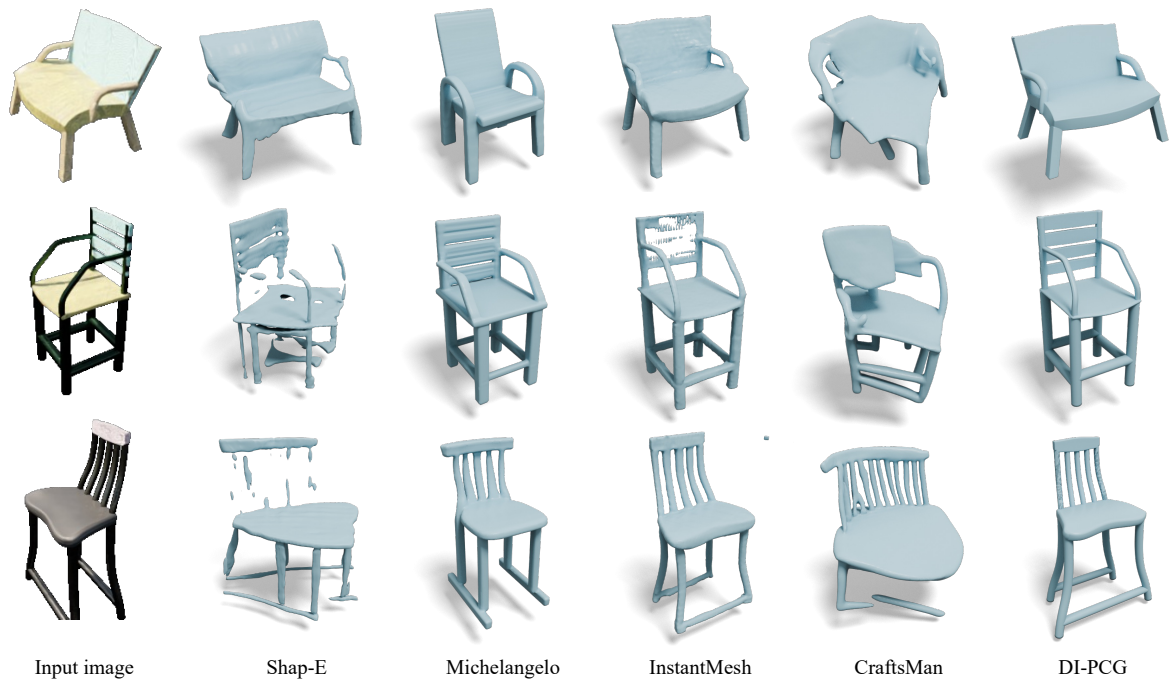 Input image
Shap-E
Michelangelo
InstantMesh
CraftsMan
DI-PCG